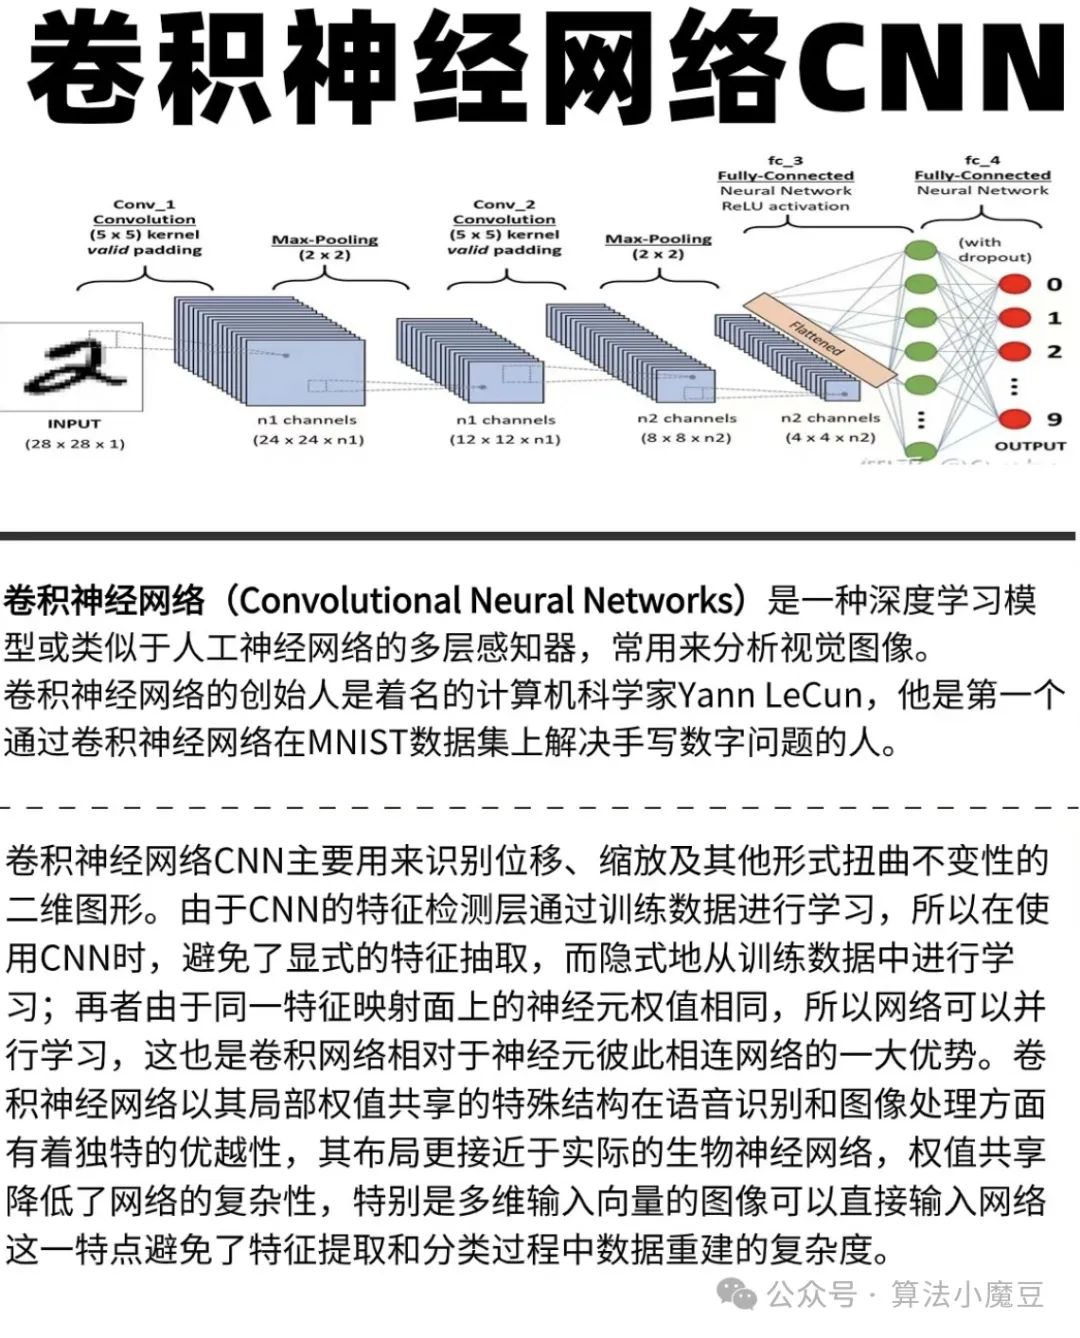 卷积神经网络CNN
fc_3
Fully-Connected
Neural Network
ReLU activation
fc_4
Fully-Connected
Neural Network
Conv_1
Convolution
(5 x 5) kernel
valid padding
Max-Pooling
(2 x 2)
Conv_2
Convolution
(5 x 5) kernel
valid padding
Max-Pooling
(2 x 2)
(with
dropout)
0
1
2
9
Flattened
INPUT
(28 x 28 x 1)
n1 channels
(24 x 24 x n1)
n1 channels
(12 x 12 x n1)
n2 channels
(8 x 8 x n2)
n2 channels
(4 x 4 x n2)
OUTPUT
卷积神经网络（Convolutional Neural Networks）是一种深度学习模
型或类似于人工神经网络的多层感知器，常用来分析视觉图像。
卷积神经网络的创始人是着名的计算机科学家Yann LeCun，他是第一个
通过卷积神经网络在MNIST数据集上解决手写数字问题的人。
卷积神经网络CNN主要用来识别位移、缩放及其他形式扭曲不变性的
二维图形。由于CNN的特征检测层通过训练数据进行学习，所以在使
用CNN时，避免了显式的特征抽取，而隐式地从训练数据中进行学
习；再者由于同一特征映射面上的神经元权值相同，所以网络可以并
行学习，这也是卷积网络相对于神经元彼此相连网络的一大优势。卷
积神经网络以其局部权值共享的特殊结构在语音识别和图像处理方面
有着独特的优越性，其布局更接近于实际的生物神经网络，权值共享
降低了网络的复杂性，特别是多维输入向量的图像可以直接输入网络
这一特点避免了特征提取和分类过程中数据重建的复杂度。
公众号 · 算法小魔豆